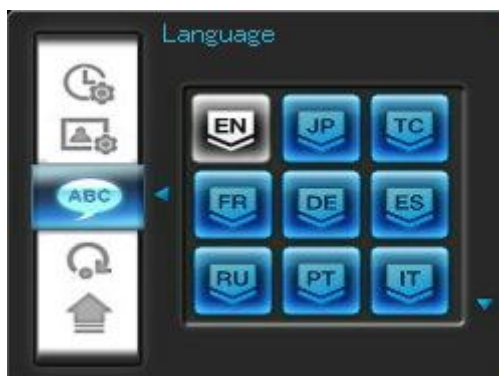 Language
EN JP TC
ABC
FR DE ES
RU PT IT